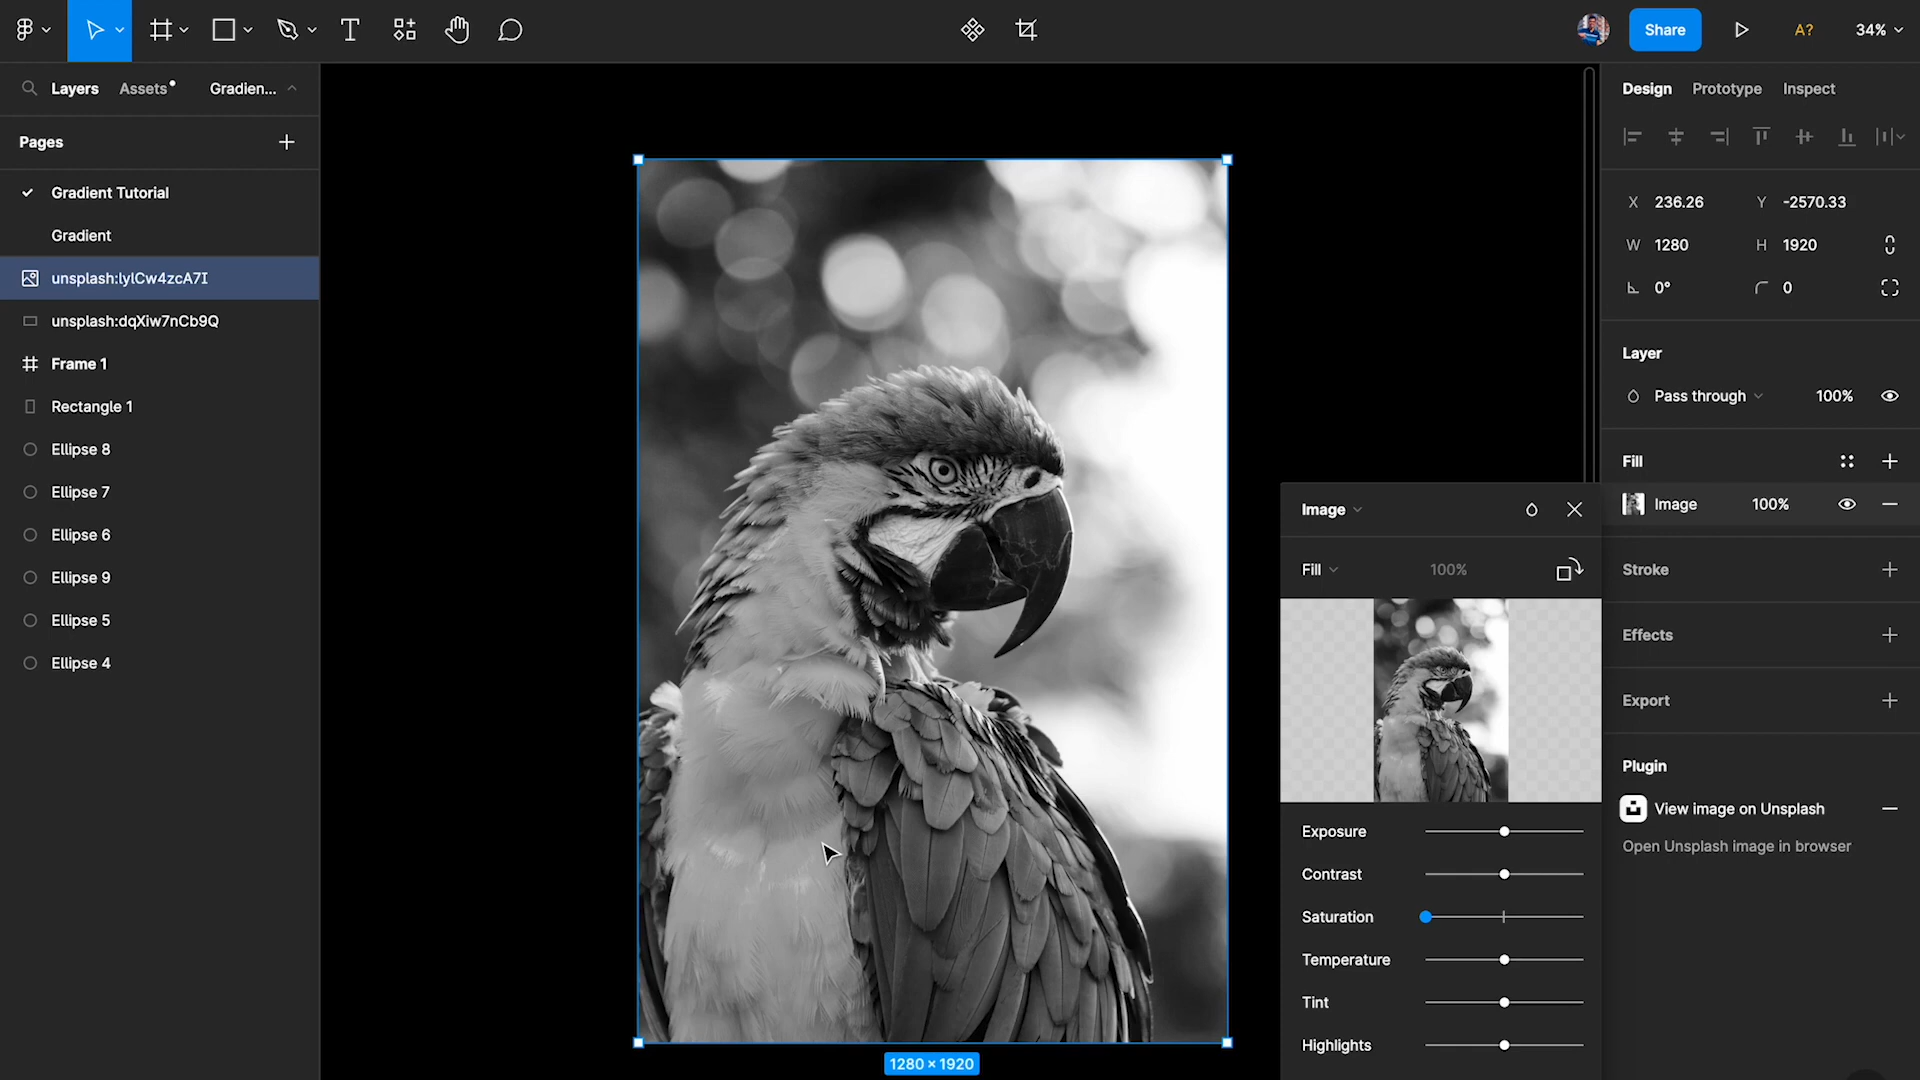 Share
A?
34%
Layers
Assets
Gradien...
Pages
Gradient Tutorial
Gradient
unsplash:lylCw4zcA7I
unsplash:dqXiw7nCb9Q
Frame 1
Rectangle 1
Ellipse 8
Ellipse 7
Ellipse 6
Ellipse 9
Ellipse 5
Ellipse 4
1280 × 1920
Image
Fill
100%
Exposure
Contrast
Saturation
Temperature
Tint
Highlights
Design
Prototype
Inspect
X 236.26 Y -2570.33
W 1280 H 1920
0° 0
Layer
Pass through 100%
Fill
Image 100%
Stroke
Effects
Export
Plugin
View image on Unsplash
Open Unsplash image in browser